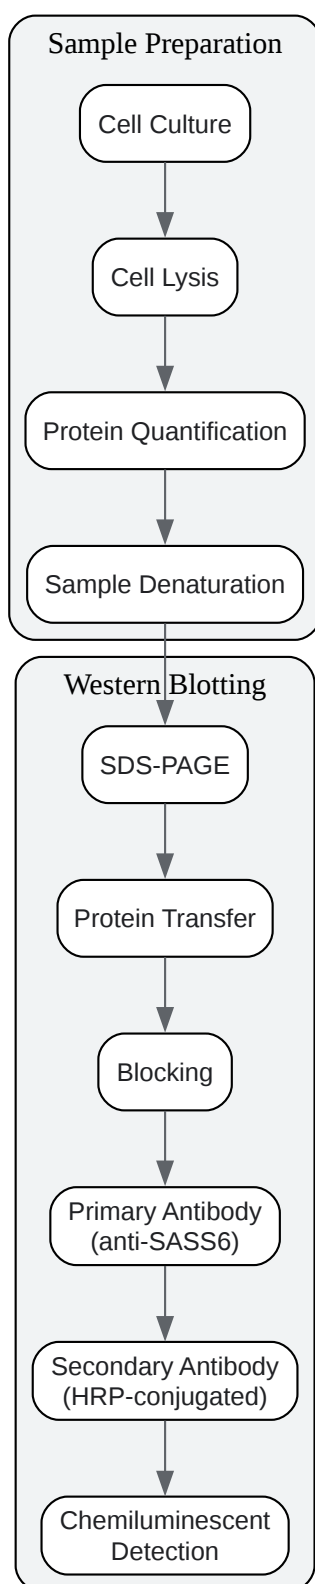 Sample Preparation
Cell Culture
Cell Lysis
Protein Quantification
Sample Denaturation
Western Blotting
SDS-PAGE
Protein Transfer
Blocking
Primary Antibody
(anti-SASS6)
Secondary Antibody
(HRP-conjugated)
Chemiluminescent
Detection